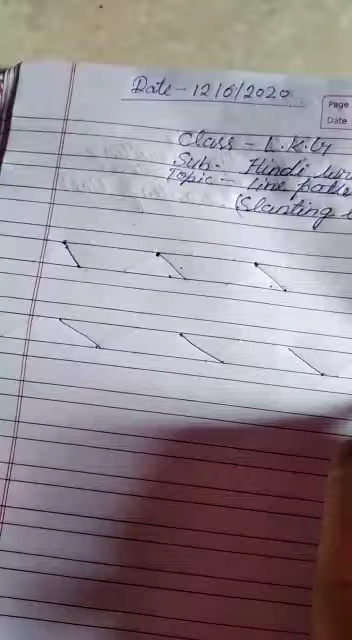 Date - 12/6/2020
Page
Date
Class - L.K.G
Sub - Hindi
Topic - Line
(Slanting